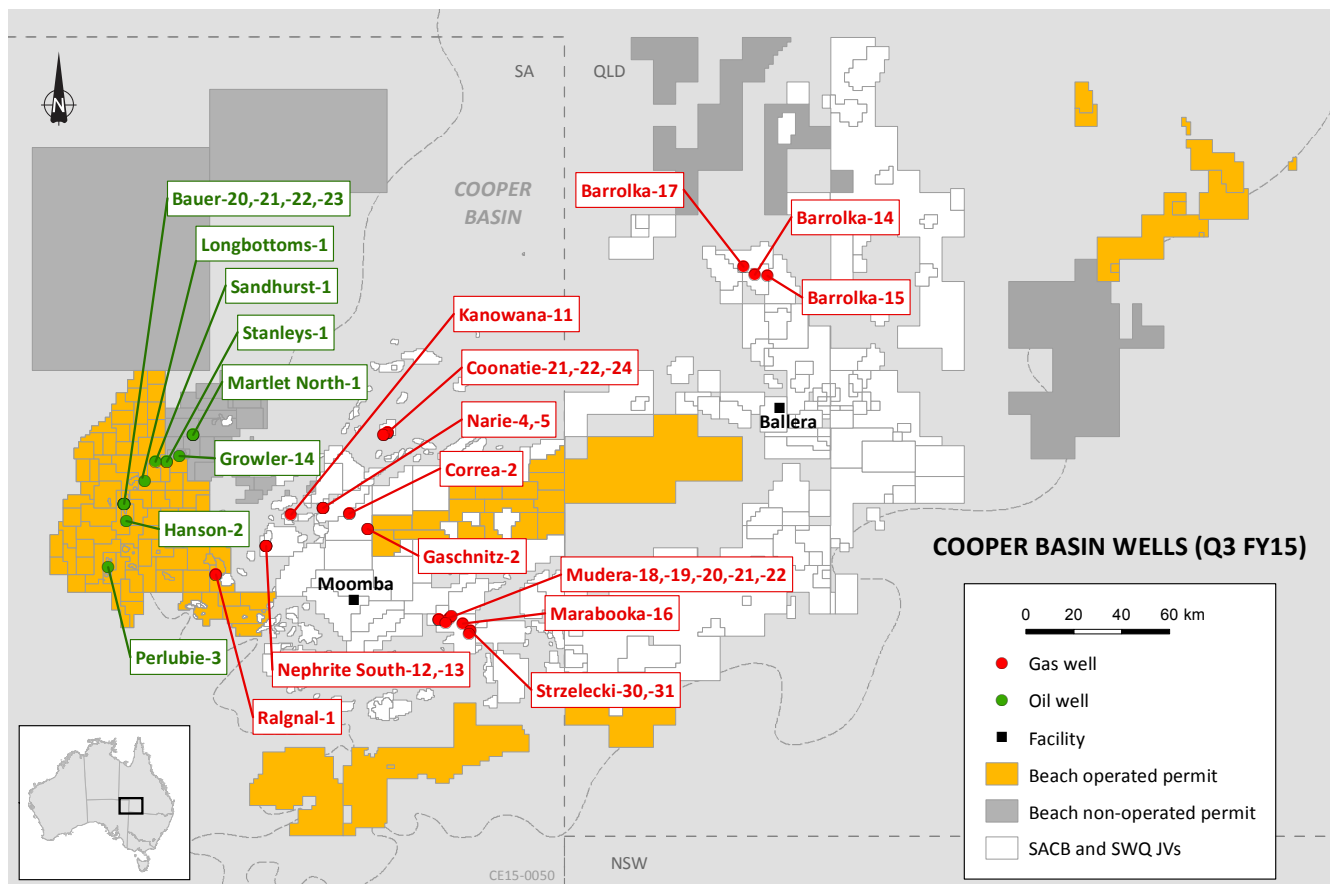 N
SA
QLD
COOPER
BASIN
Bauer-20,-21,-22,-23
Longbottoms-1
Sandhurst-1
Stanleys-1
Martlet North-1
Growler-14
Hanson-2
Perlubie-3
Barrolka-17
Barrolka-14
Barrolka-15
Kanowana-11
Coonatie-21,-22,-24
Narie-4,-5
Correa-2
Gaschnitz-2
Ballera
Moomba
Mudera-18,-19,-20,-21,-22
Marabooka-16
Nephrite South-12,-13
Strzelecki-30,-31
Ralgnal-1
COOPER BASIN WELLS (Q3 FY15)
0 20 40 60 km
Gas well
Oil well
Facility
Beach operated permit
Beach non-operated permit
SACB and SWQ JVs
NSW
CE15-0050